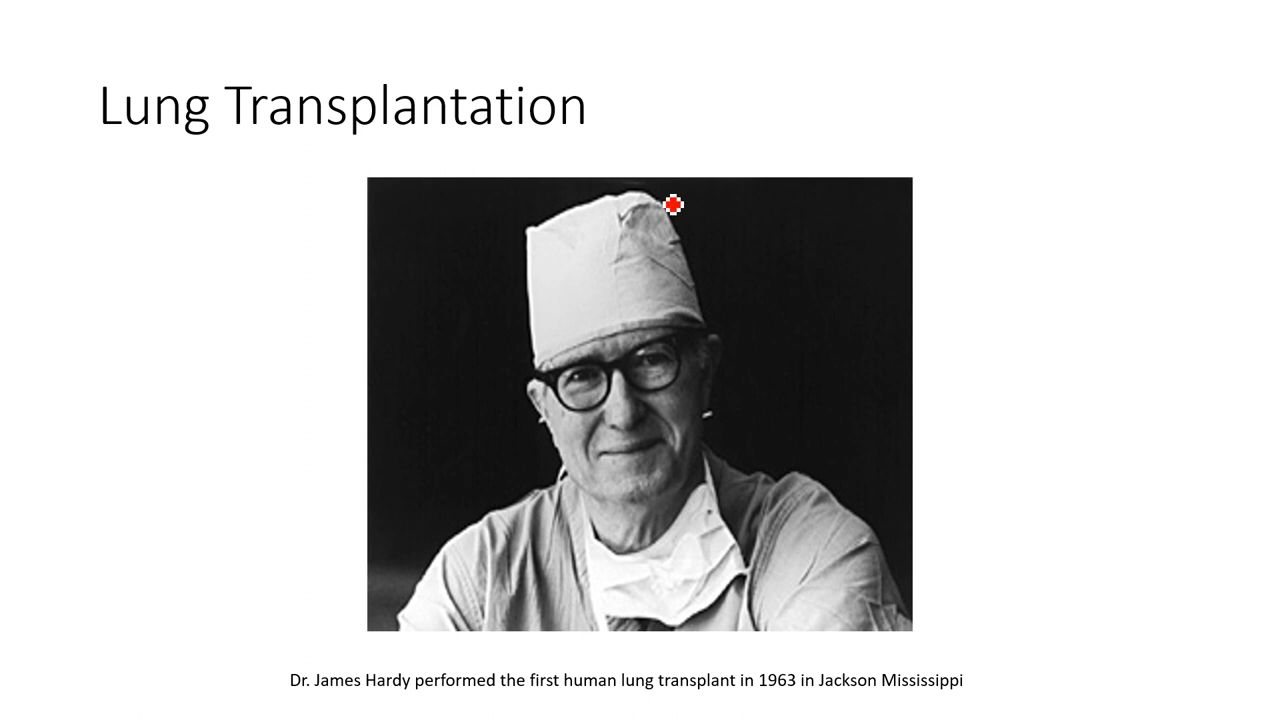 Lung Transplantation
Dr. James Hardy performed the first human lung transplant in 1963 in Jackson Mississippi